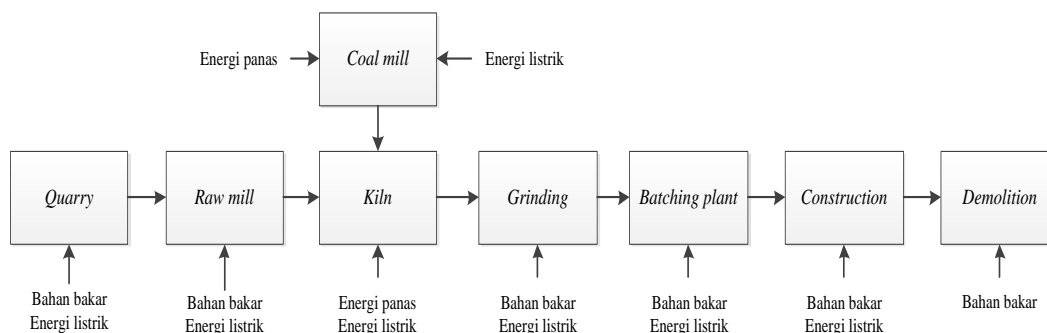 Energi panas
Coal mill
Energi listrik
Quarry
Raw mill
Kiln
Grinding
Batching plant
Construction
Demolition
Bahan bakar
Energi listrik
Bahan bakar
Energi listrik
Energi panas
Energi listrik
Bahan bakar
Energi listrik
Bahan bakar
Energi listrik
Bahan bakar
Energi listrik
Bahan bakar